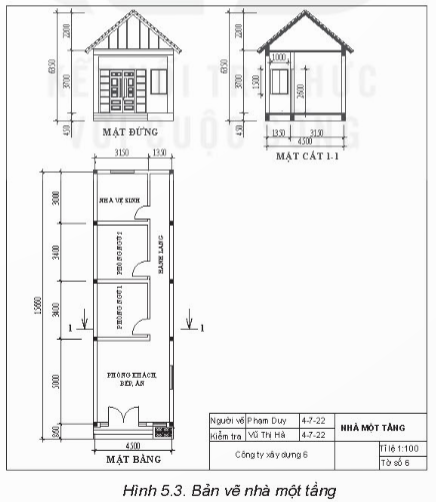 2200
6350
3700
450
MẶT ĐỨNG
2200
6350
3700
450
1000
1500
2600
1350
3150
4500
MẶT CẮT 1-1
3150
1350
3000
3400
3400
5000
860
15660
NHÀ VỆ SINH
PHÒNG NGỦ 2
PHÒNG NGỦ 1
HÀNH LANG
1
1
PHÒNG KHÁCH,
BẾP, ĂN
4500
MẶT BẰNG
Người vẽ Phạm Duy 4-7-22
Kiểm tra Vũ Thị Hà 4-7-22
NHÀ MỘT TẦNG
Công ty xây dựng 6
Tỉ lệ 1:100
Tờ số 6
Hình 5.3. Bản vẽ nhà một tầng